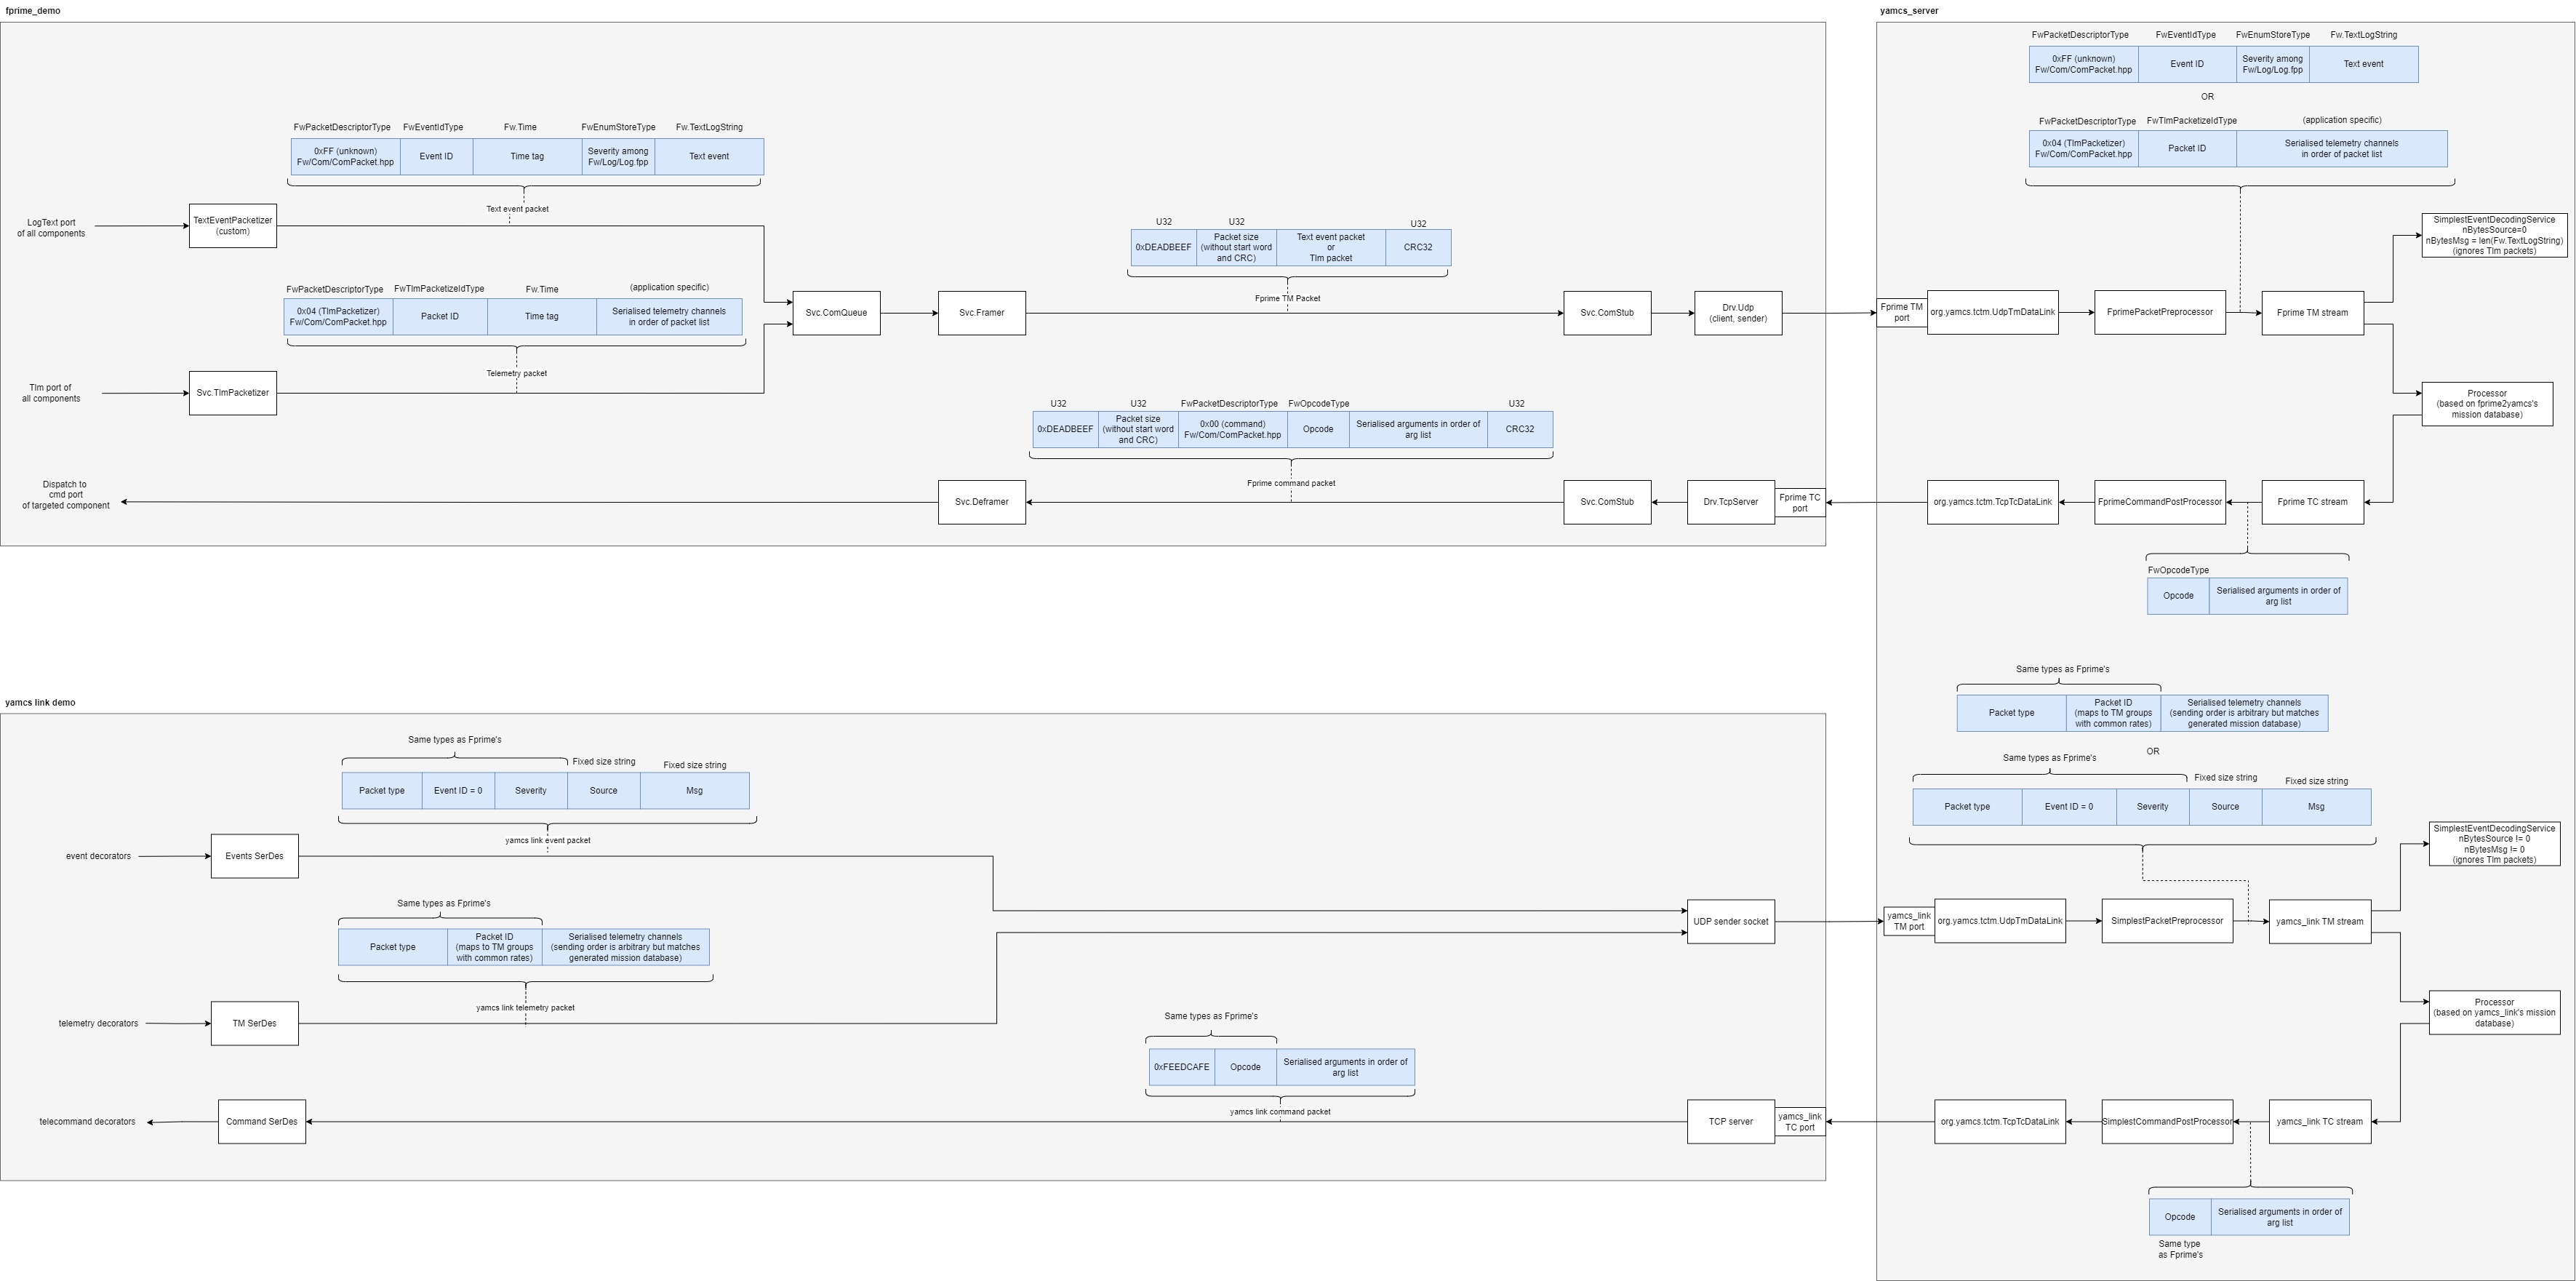 fprime_demo
FwPacketDescriptorType
FwEventIdType
Fw.Time
FwEnumStoreType
Fw.TextLogString
0xFF (unknown)
Fw/Com/ComPacket.hpp
Event ID
Time tag
Severity among
Fw/Log/Log.fpp
Text event
Text event packet
LogText port
of all components
TextEventPacketizer
(custom)
FwPacketDescriptorType
FwTlmPacketizeIdType
Fw.Time
(application specific)
0x04 (TlmPacketizer)
Fw/Com/ComPacket.hpp
Packet ID
Time tag
Serialised telemetry channels
in order of packet list
Telemetry packet
Tlm port of
all components
Svc.TlmPacketizer
Svc.ComQueue
Svc.Framer
U32
U32
U32
0xDEADBEEF
Packet size
(without start word
and CRC)
Text event packet
or
Tlm packet
CRC32
Fprime TM Packet
Svc.ComStub
Drv.Udp
(client, sender)
U32
U32
FwPacketDescriptorType
FwOpcodeType
U32
0xDEADBEEF
Packet size
(without start word
and CRC)
0x00 (command)
Fw/Com/ComPacket.hpp
Opcode
Serialised arguments in order of
arg list
CRC32
Fprime command packet
Dispatch to
cmd port
of targeted component
Svc.Deframer
Svc.ComStub
Drv.TcpServer
Fprime TC
port
yamcs_server
FwPacketDescriptorType
FwEventIdType
FwEnumStoreType
Fw.TextLogString
0xFF (unknown)
Fw/Com/ComPacket.hpp
Event ID
Severity among
Fw/Log/Log.fpp
Text event
OR
FwPacketDescriptorType
FwTlmPacketizeIdType
(application specific)
0x04 (TlmPacketizer)
Fw/Com/ComPacket.hpp
Packet ID
Serialised telemetry channels
in order of packet list
SimplestEventDecodingService
nBytesSource=0
nBytesMsg = len(Fw.TextLogString)
(ignores Tlm packets)
Fprime TM
port
org.yamcs.tctm.UdpTmDataLink
FprimePacketPreprocessor
Fprime TM stream
Processor
(based on fprime2yamcs's
mission database)
org.yamcs.tctm.TcpTcDataLink
FprimeCommandPostProcessor
Fprime TC stream
FwOpcodeType
Opcode
Serialised arguments in order of
arg list
yamcs link demo
Same types as Fprime's
Fixed size string
Fixed size string
Packet type
Event ID = 0
Severity
Source
Msg
yamcs link event packet
event decorators
Events SerDes
Same types as Fprime's
Packet type
Packet ID
(maps to TM groups
with common rates)
Serialised telemetry channels
(sending order is arbitrary but matches
generated mission database)
yamcs link telemetry packet
telemetry decorators
TM SerDes
UDP sender socket
Same types as Fprime's
0xFEEDCAFE
Opcode
Serialised arguments in order of
arg list
yamcs link command packet
telecommand decorators
Command SerDes
TCP server
yamcs_link
TC port
Same types as Fprime's
Packet type
Packet ID
(maps to TM groups
with common rates)
Serialised telemetry channels
(sending order is arbitrary but matches
generated mission database)
OR
Same types as Fprime's
Fixed size string
Fixed size string
Packet type
Event ID = 0
Severity
Source
Msg
SimplestEventDecodingService
nBytesSource != 0
nBytesMsg != 0
(ignores Tlm packets)
yamcs_link
TM port
org.yamcs.tctm.UdpTmDataLink
SimplestPacketPreprocessor
yamcs_link TM stream
Processor
(based on yamcs_link's mission
database)
org.yamcs.tctm.TcpTcDataLink
SimplestCommandPostProcessor
yamcs_link TC stream
Opcode
Serialised arguments in order of
arg list
Same type
as Fprime's